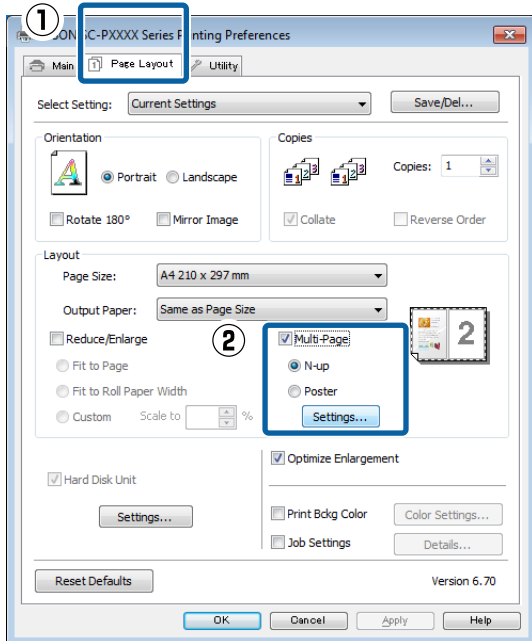 1
ON SC-PXXXX Series Printing Preferences
Main Page Layout Utility
Select Setting: Current Settings Save/Del...
Orientation Copies
Portrait Landscape Copies: 1
Rotate 180° Mirror Image Collate Reverse Order
Layout
Page Size: A4 210 x 297 mm
Output Paper: Same as Page Size
Reduce/Enlarge 2 Multi-Page 2
Fit to Page N-up
Fit to Roll Paper Width Poster
Custom Scale to % Settings...
Optimize Enlargement
Hard Disk Unit
Settings... Print Bckg Color Color Settings...
Job Settings Details...
Reset Defaults Version 6.70
OK Cancel Apply Help